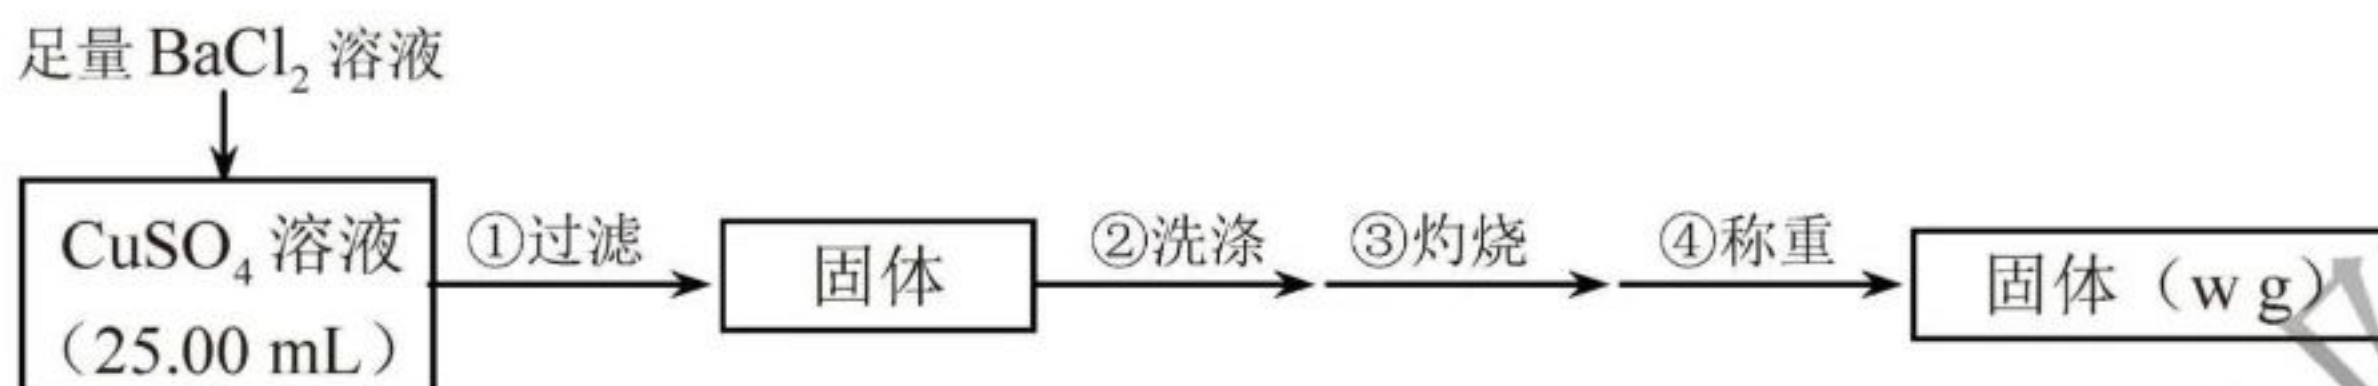 足量 BaCl₂ 溶液
CuSO₄ 溶液
（25.00 mL）
①过滤
固体
②洗涤
③灼烧
④称重
固体（w g）